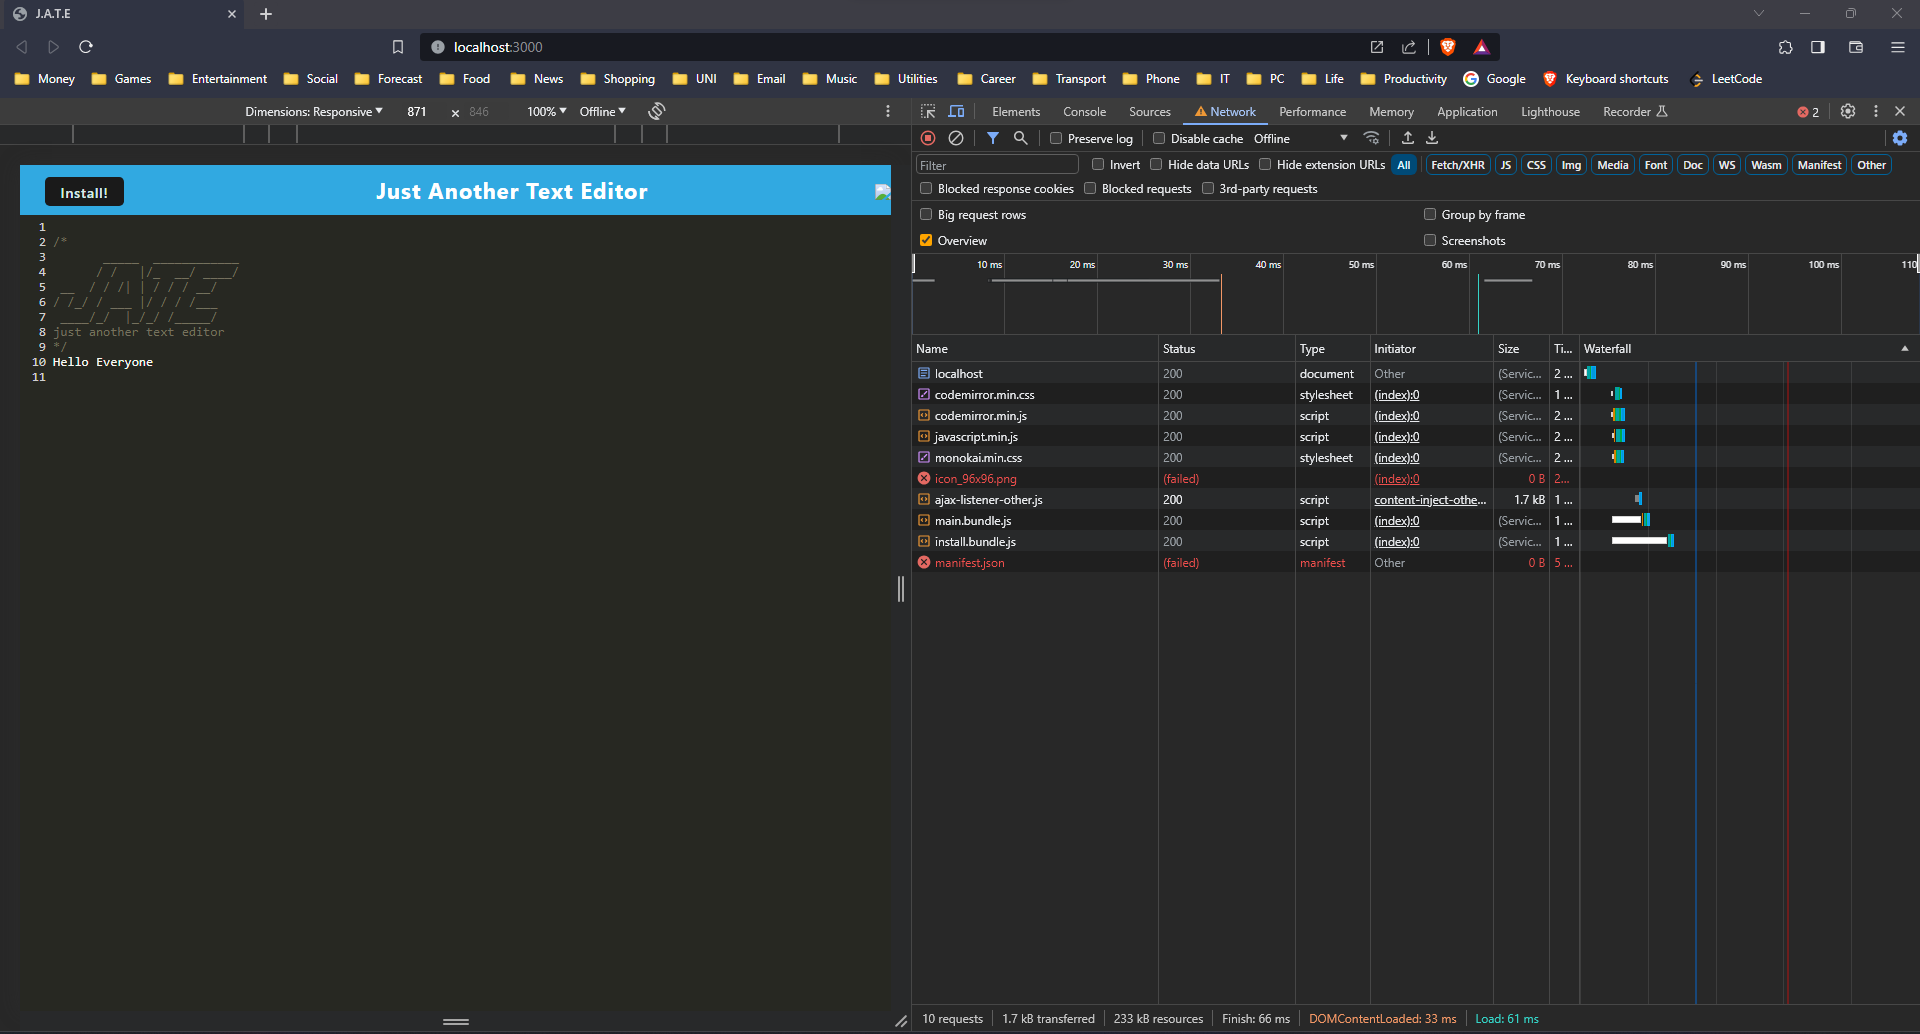 J.A.T.E
localhost:3000
Money Games Entertainment Social Forecast Food News Shopping UNI Email Music Utilities Career Transport Phone IT PC Life Productivity Google Keyboard shortcuts LeetCode
Dimensions: Responsive 871 x 846 100% Offline
Elements Console Sources Network Performance Memory Application Lighthouse Recorder 2
Preserve log Disable cache Offline
Filter Invert Hide data URLs Hide extension URLs All Fetch/XHR JS CSS Img Media Font Doc WS Wasm Manifest Other
Blocked response cookies Blocked requests 3rd-party requests
Big request rows Group by frame
Overview Screenshots
10 ms 20 ms 30 ms 40 ms 50 ms 60 ms 70 ms 80 ms 90 ms 100 ms 110
Install! Just Another Text Editor
1
2 /*
3
4
5
6
7
8 just another text editor
9 */
10 Hello Everyone
11
Name Status Type Initiator Size Ti... Waterfall
localhost 200 document Other (Servic... 2 ...
codemirror.min.css 200 stylesheet (index):0 (Servic... 1 ...
codemirror.min.js 200 script (index):0 (Servic... 2 ...
javascript.min.js 200 script (index):0 (Servic... 2 ...
monokai.min.css 200 stylesheet (index):0 (Servic... 2 ...
icon_96x96.png (failed) (index):0 0 B 2...
ajax-listener-other.js 200 script content-inject-othe... 1.7 kB 1 ...
main.bundle.js 200 script (index):0 (Servic... 1 ...
install.bundle.js 200 script (index):0 (Servic... 1 ...
manifest.json (failed) manifest Other 0 B 5 ...
10 requests 1.7 kB transferred 233 kB resources Finish: 66 ms DOMContentLoaded: 33 ms Load: 61 ms